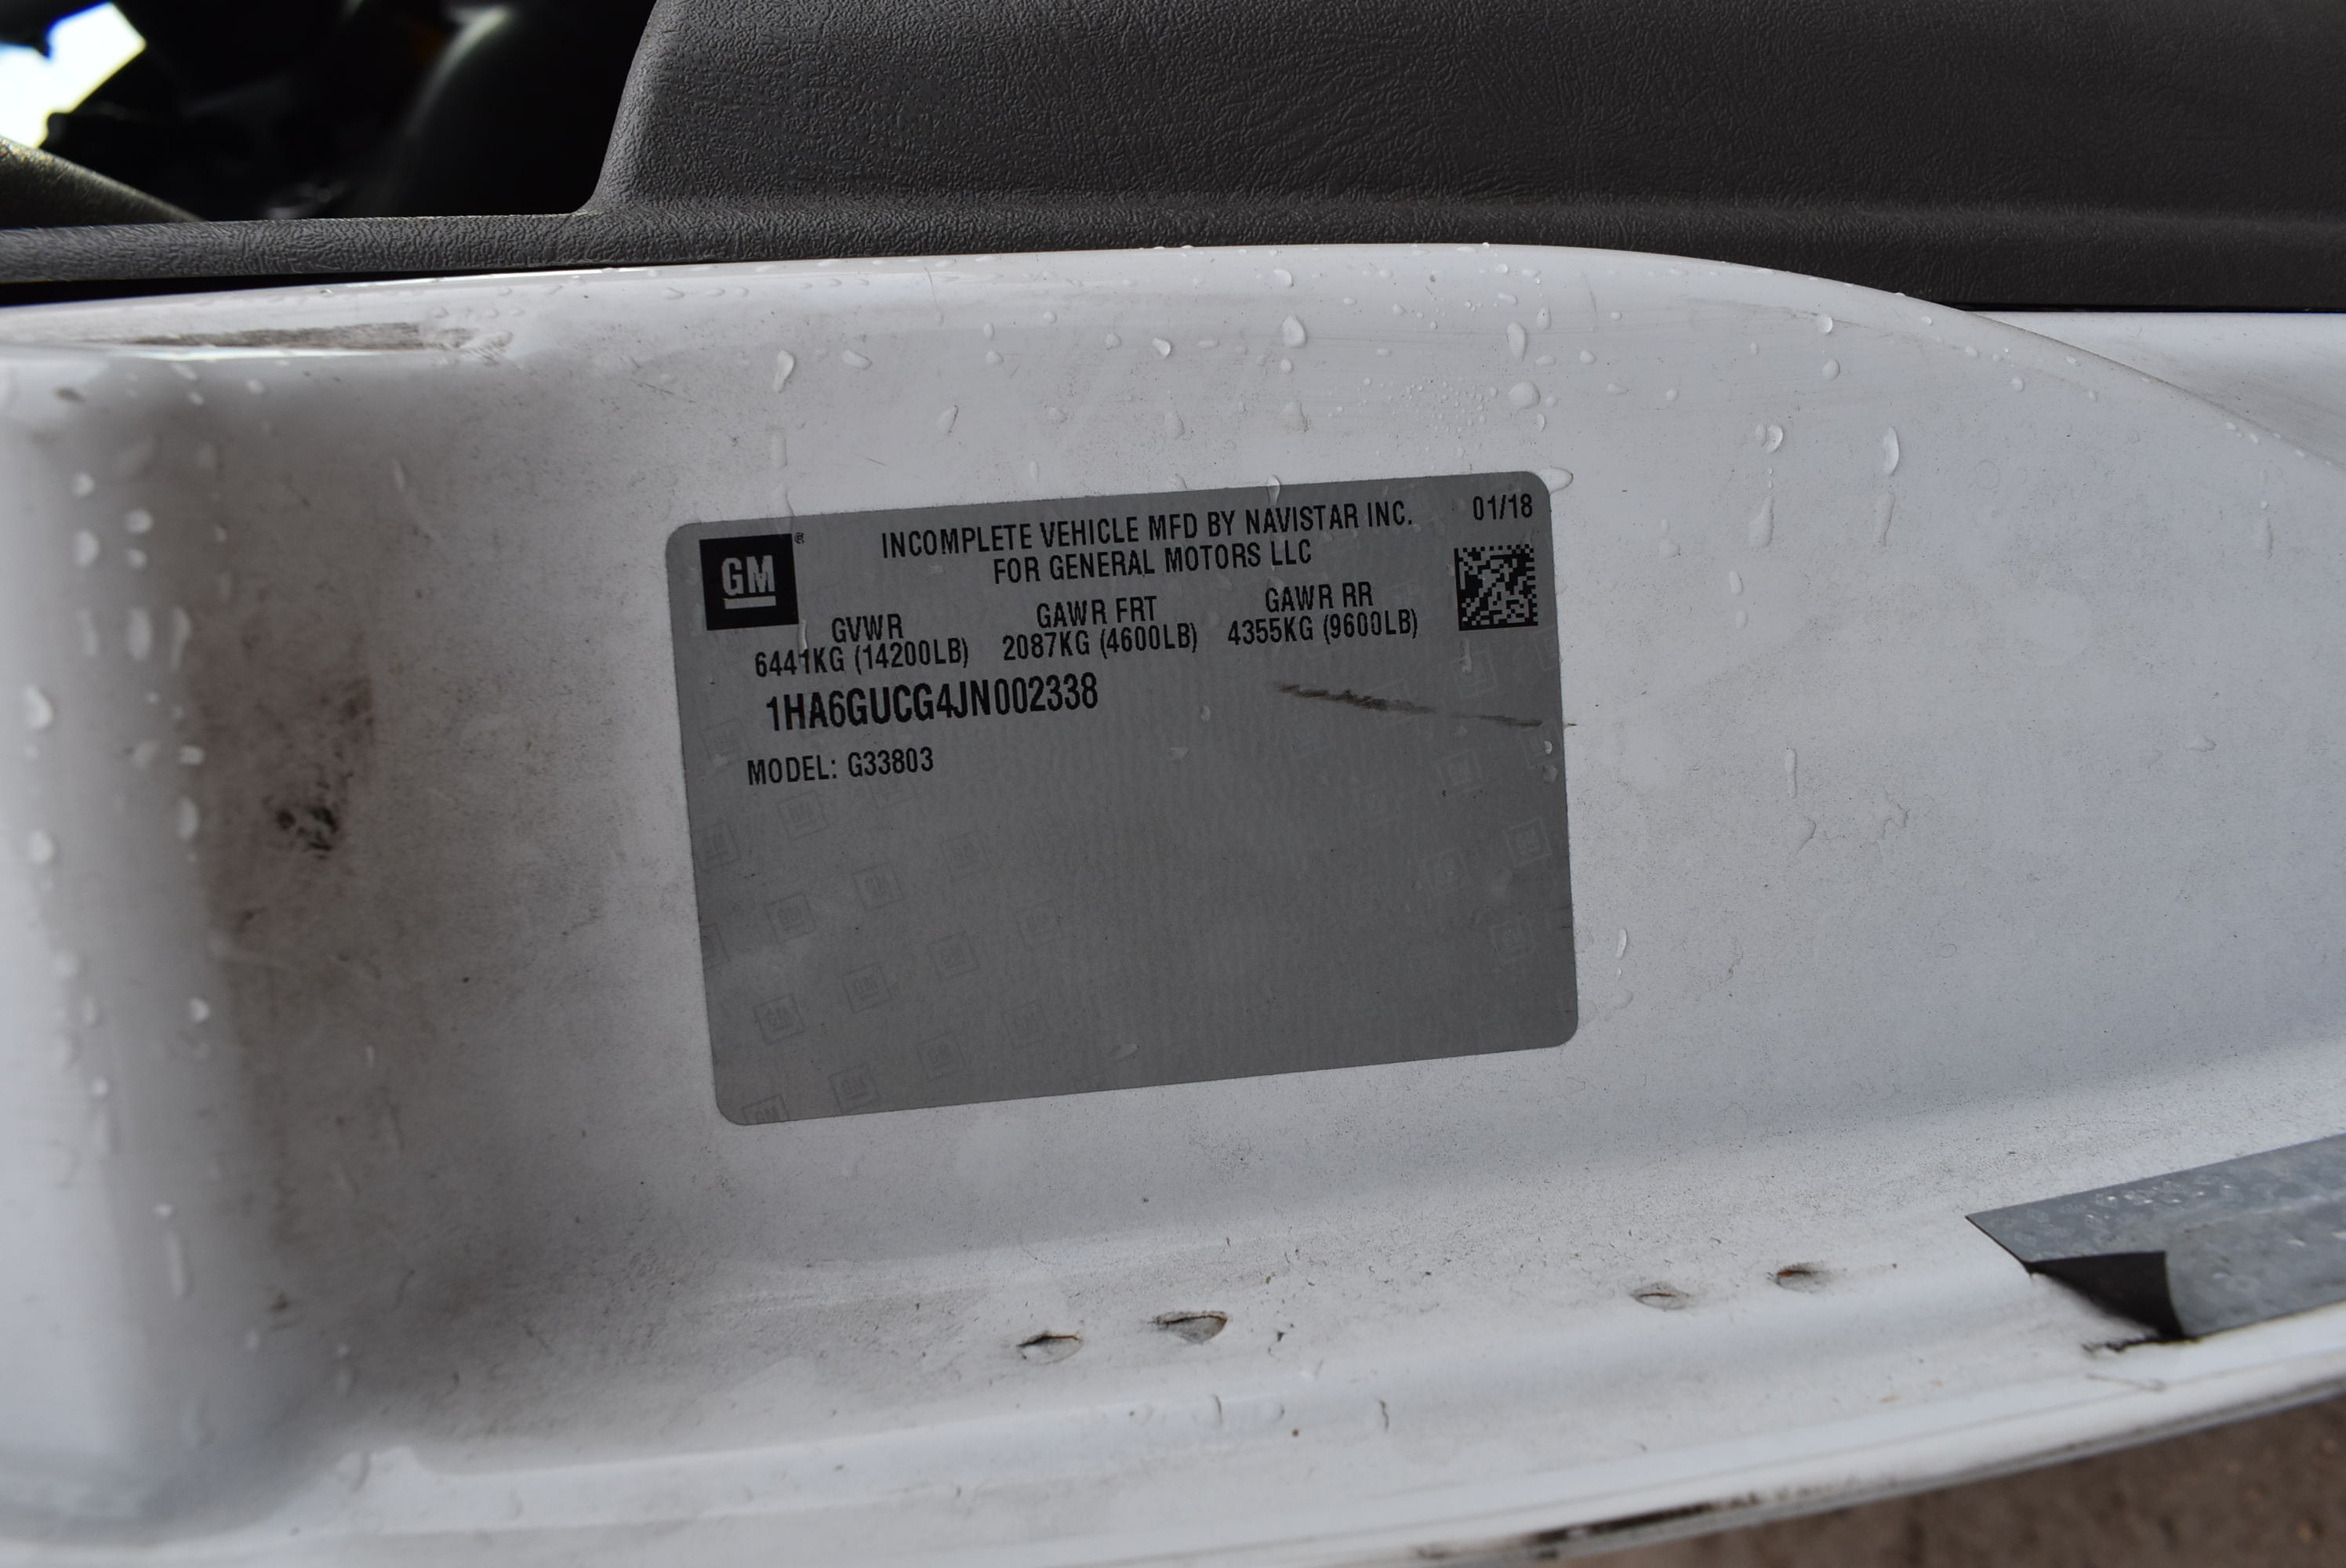 GM®
INCOMPLETE VEHICLE MFD BY NAVISTAR INC. 01/18
FOR GENERAL MOTORS LLC
GVWR GAWR FRT GAWR RR
6441KG (14200LB) 2087KG (4600LB) 4355KG (9600LB)
1HA6GUCG4JN002338
MODEL: G33803